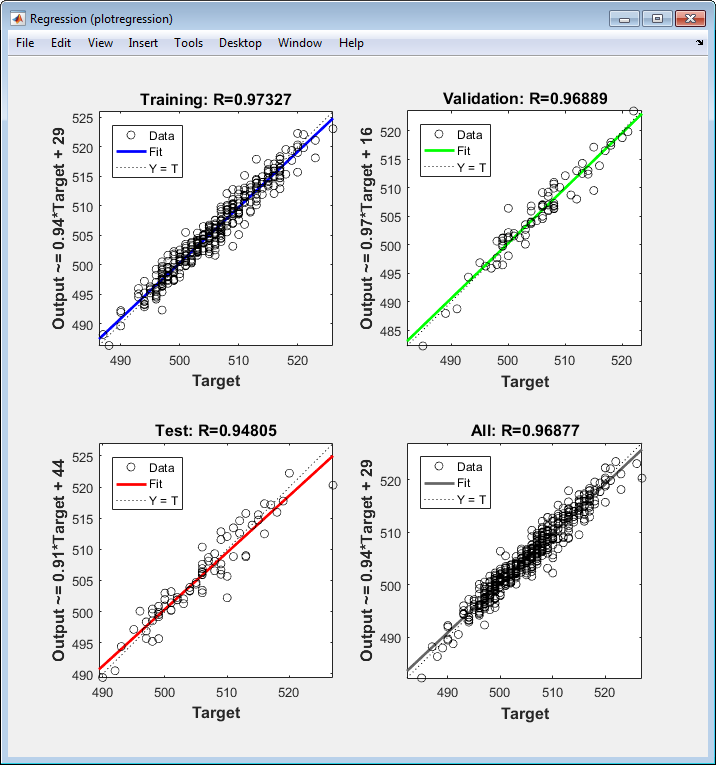 Regression (plotregression)
File Edit View Insert Tools Desktop Window Help
Training: R=0.97327
Output ~= 0.94*Target + 29
525
520
515
510
505
500
495
490
Data
Fit
Y = T
490 500 510 520
Target
Validation: R=0.96889
Output ~= 0.97*Target + 16
520
515
510
505
500
495
490
485
Data
Fit
Y = T
490 500 510 520
Target
Test: R=0.94805
Output ~= 0.91*Target + 44
525
520
515
510
505
500
495
490
Data
Fit
Y = T
490 500 510 520
Target
All: R=0.96877
Output ~= 0.94*Target + 29
520
510
500
490
Data
Fit
Y = T
490 500 510 520
Target